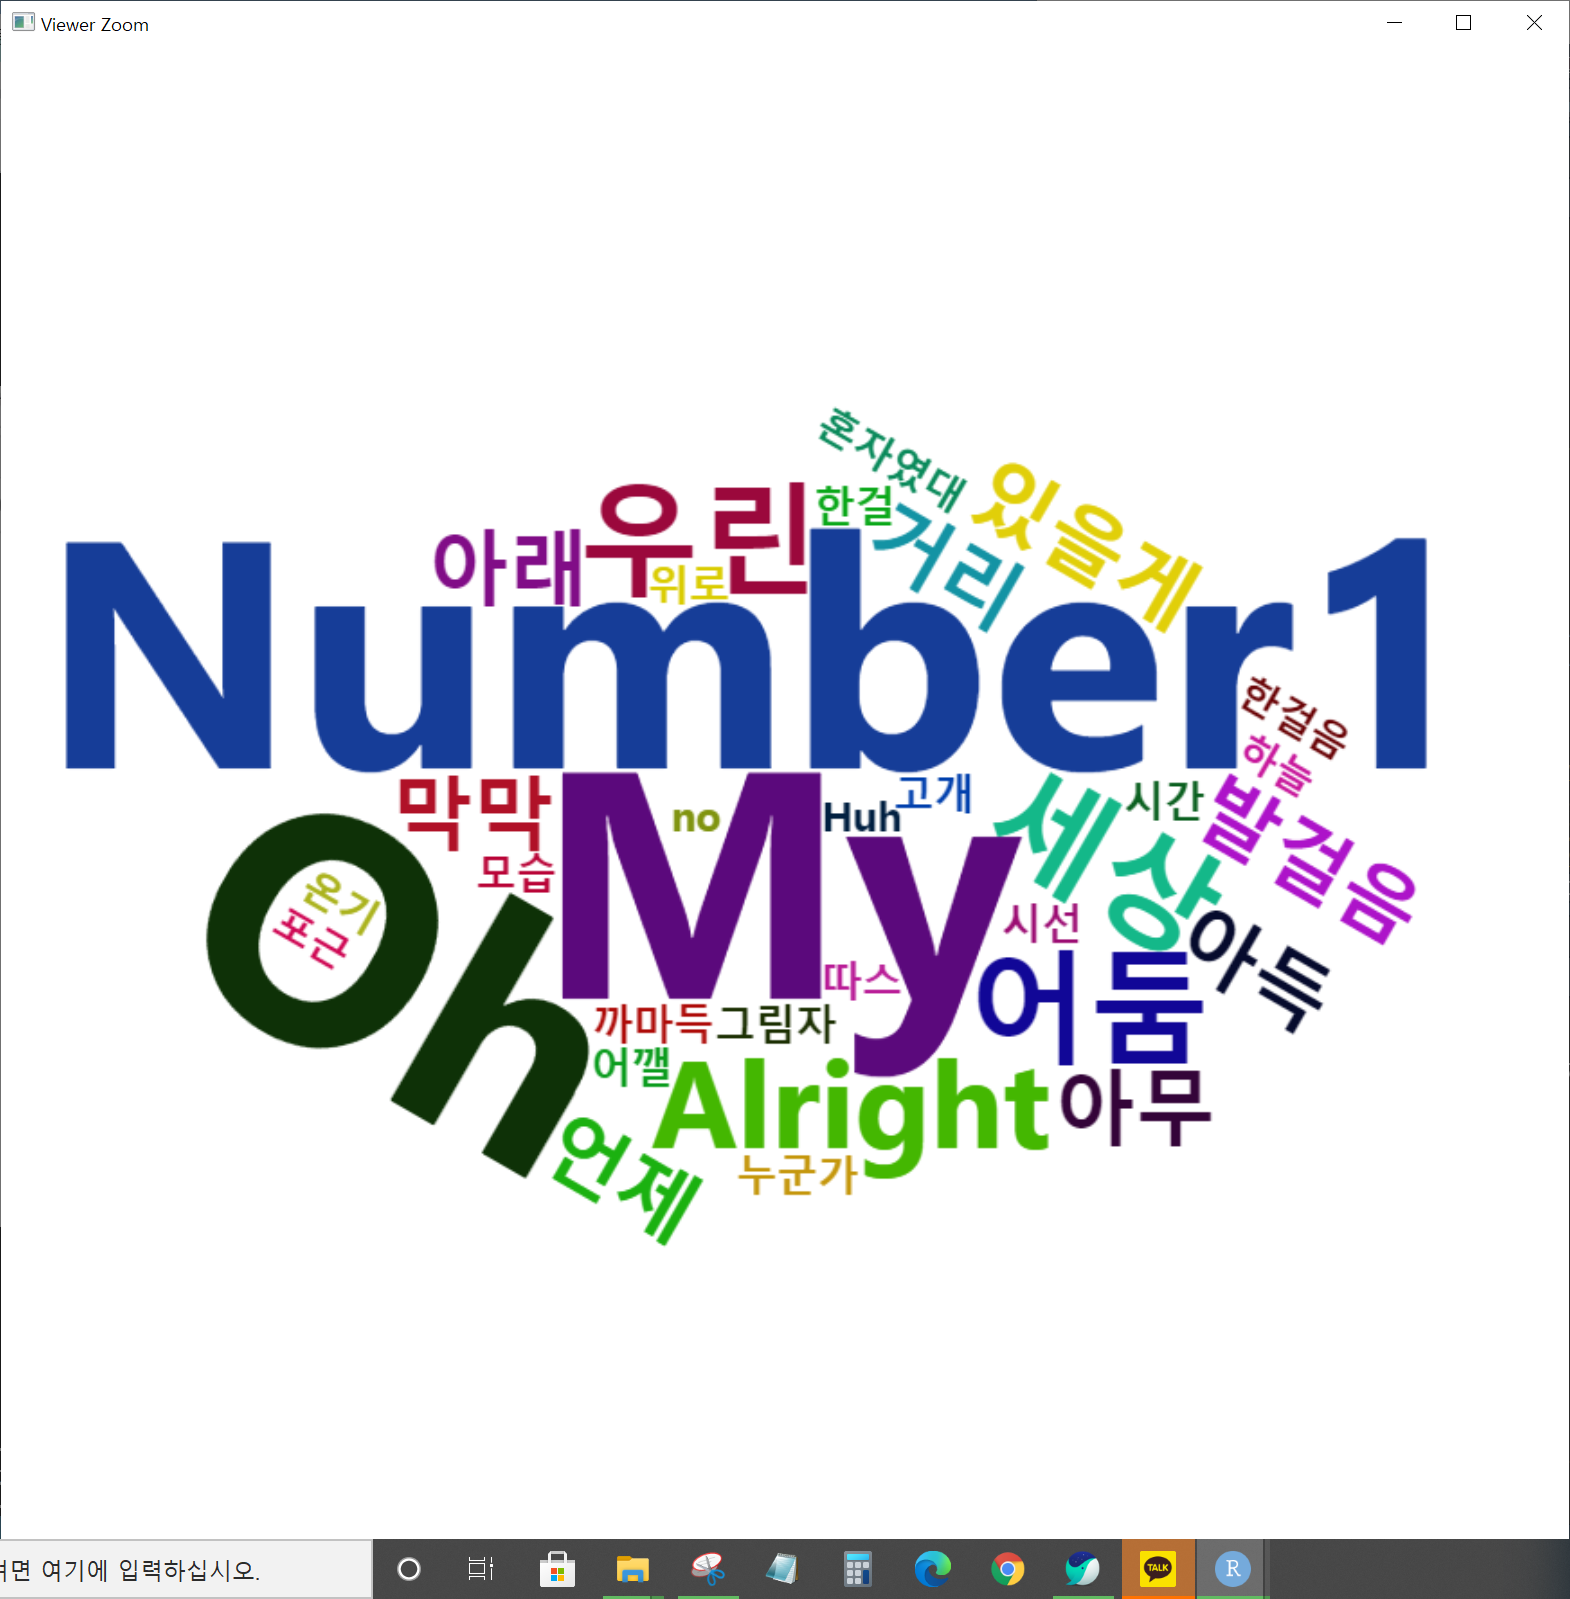 Viewer Zoom
혼자였대
있을게
우린
한걸
거리
아래
위로
Number1
한걸음
하늘
막막
My
no
Huh
고개
세상
시간
발걸음
모습
Oh
온기
포근
시선
아득
따스
어둠
까마득
그림자
어깰
Alright
아무
언제
누군가
려면 여기에 입력하십시오.
TALK
R